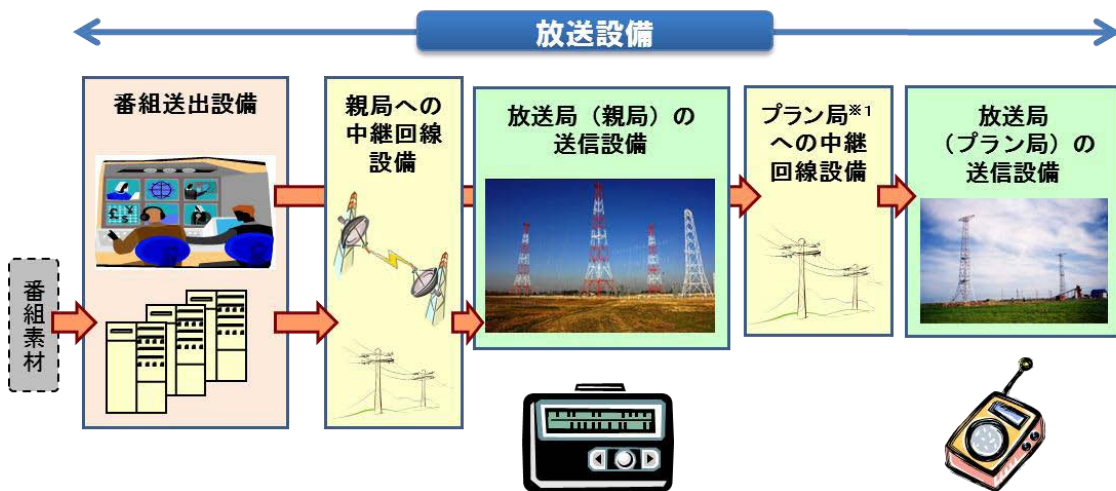 放送設備
番組送出設備
親局への
中継回線
設備
放送局（親局）の
送信設備
プラン局※1
への中継
回線設備
放送局
（プラン局）の
送信設備
番組素材